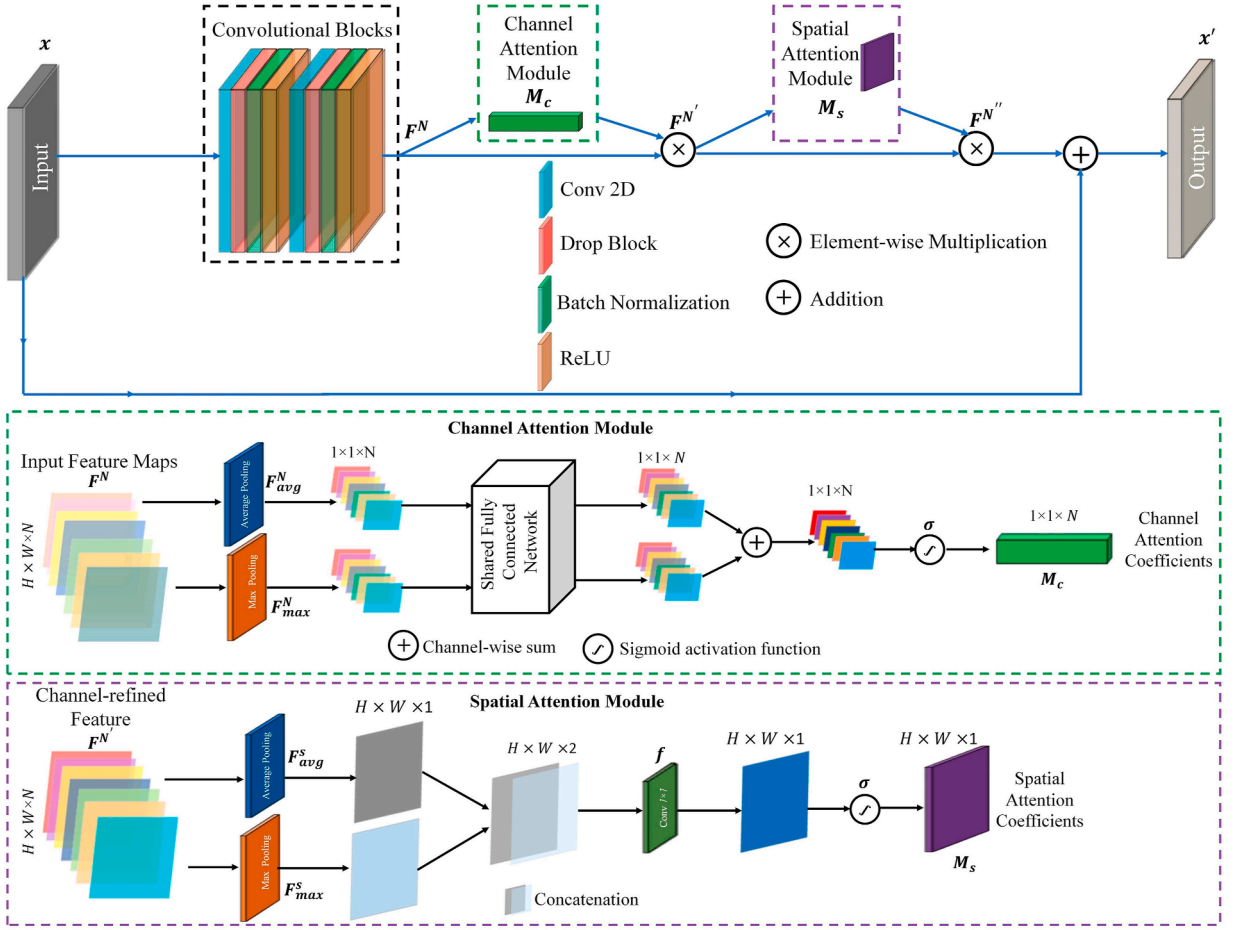 x
Input
Convolutional Blocks
F^N
Channel
Attention
Module
M_c
F^N'
Spatial
Attention
Module
M_s
F^N''
x'
Output
Conv 2D
Drop Block
Batch Normalization
ReLU
Element-wise Multiplication
Addition
Channel Attention Module
Input Feature Maps
F^N
H × W × N
Average Pooling
F^N_avg
1×1×N
Max Pooling
F^N_max
Shared Fully
Connected
Network
1×1× N
1×1×N
σ
1×1× N
M_c
Channel
Attention
Coefficients
Channel-wise sum
Sigmoid activation function
Spatial Attention Module
Channel-refined
Feature
F^N'
H × W × N
Average Pooling
F^s_avg
Max Pooling
F^s_max
H × W ×1
H × W ×2
Concatenation
f
Conv 1×1
H × W ×1
σ
H × W ×1
M_s
Spatial
Attention
Coefficients